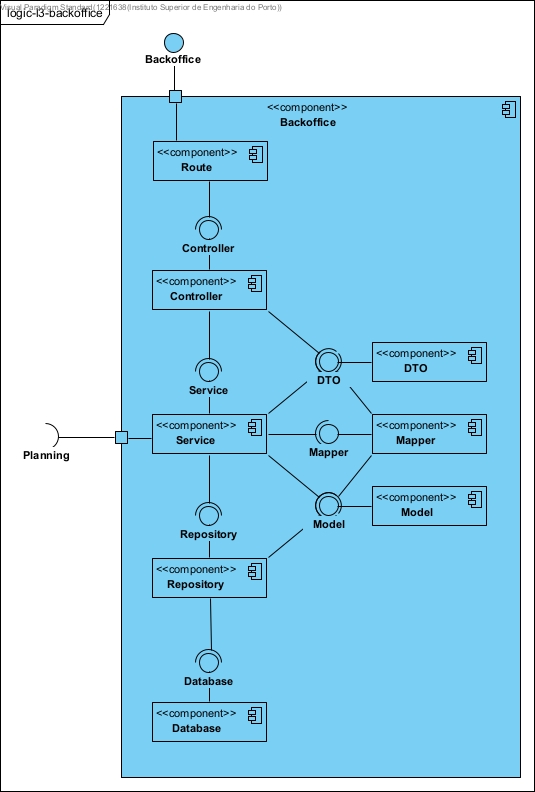 Visual Paradigm Standard(1221638(Instituto Superior de Engenharia do Porto))
logic-l3-backoffice
Backoffice
<<component>>
Backoffice
<<component>>
Route
Controller
<<component>>
Controller
<<component>>
DTO
DTO
Service
<<component>>
Service
<<component>>
Mapper
Mapper
Planning
<<component>>
Model
Model
Repository
<<component>>
Repository
Database
<<component>>
Database